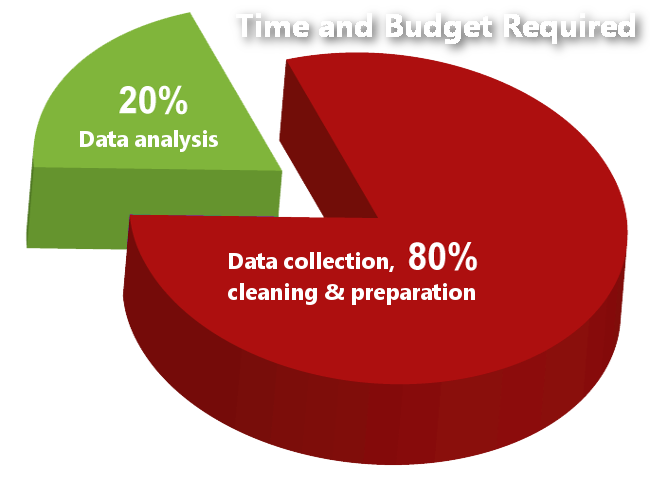 Time and Budget Required
20%
Data analysis
Data collection, 80%
cleaning & preparation